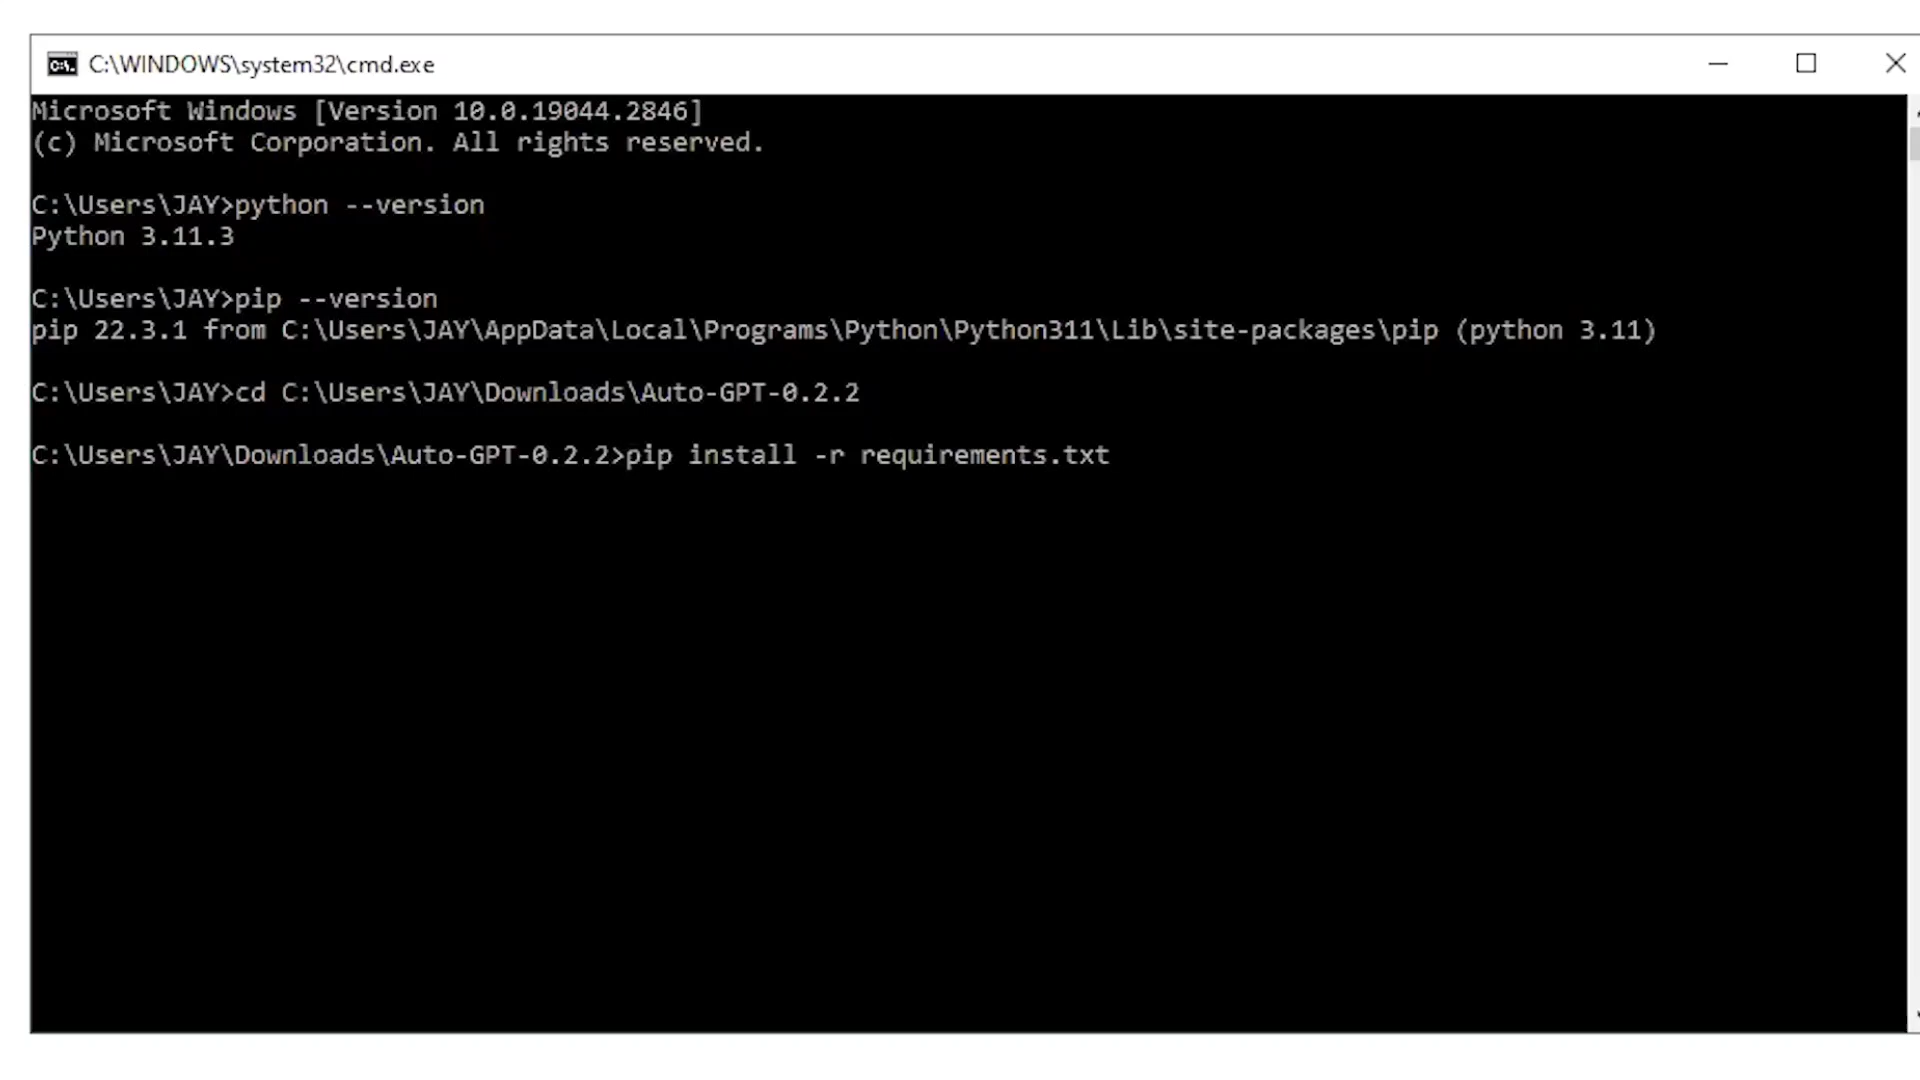 C:\WINDOWS\system32\cmd.exe
Microsoft Windows [Version 10.0.19044.2846]
(c) Microsoft Corporation. All rights reserved.
C:\Users\JAY>python --version
Python 3.11.3
C:\Users\JAY>pip --version
pip 22.3.1 from C:\Users\JAY\AppData\Local\Programs\Python\Python311\Lib\site-packages\pip (python 3.11)
C:\Users\JAY>cd C:\Users\JAY\Downloads\Auto-GPT-0.2.2
C:\Users\JAY\Downloads\Auto-GPT-0.2.2>pip install -r requirements.txt